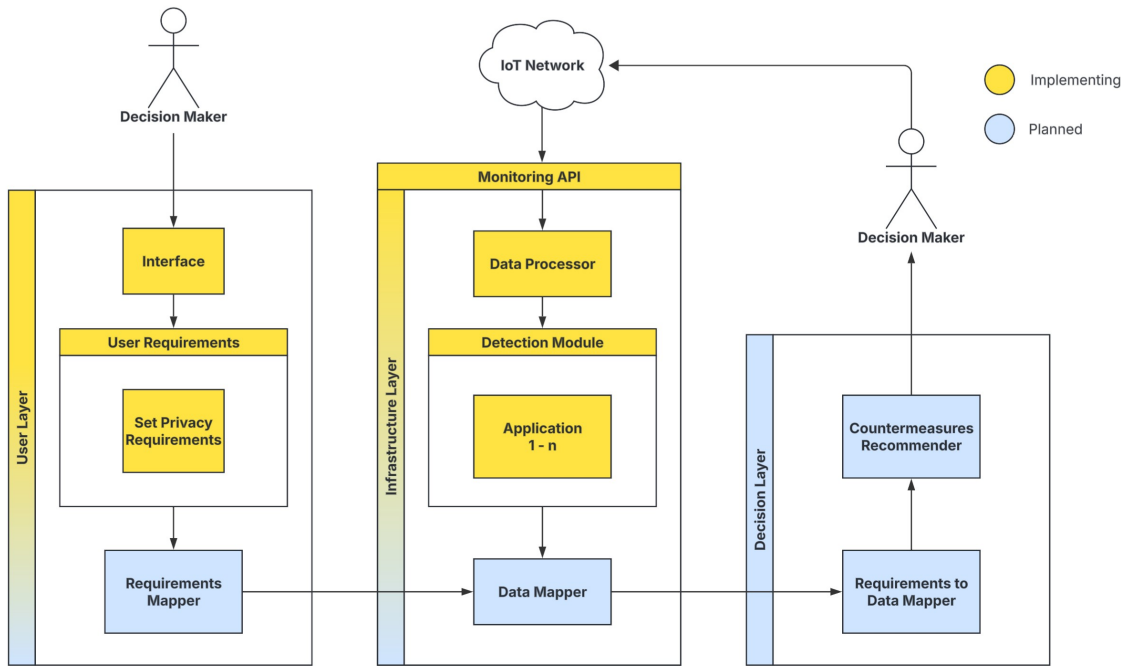 Decision Maker
User Layer
Interface
User Requirements
Set Privacy
Requirements
Requirements
Mapper
IoT Network
Monitoring API
Infrastructure Layer
Data Processor
Detection Module
Application
1 - n
Data Mapper
Implementing
Planned
Decision Maker
Decision Layer
Countermeasures
Recommender
Requirements to
Data Mapper